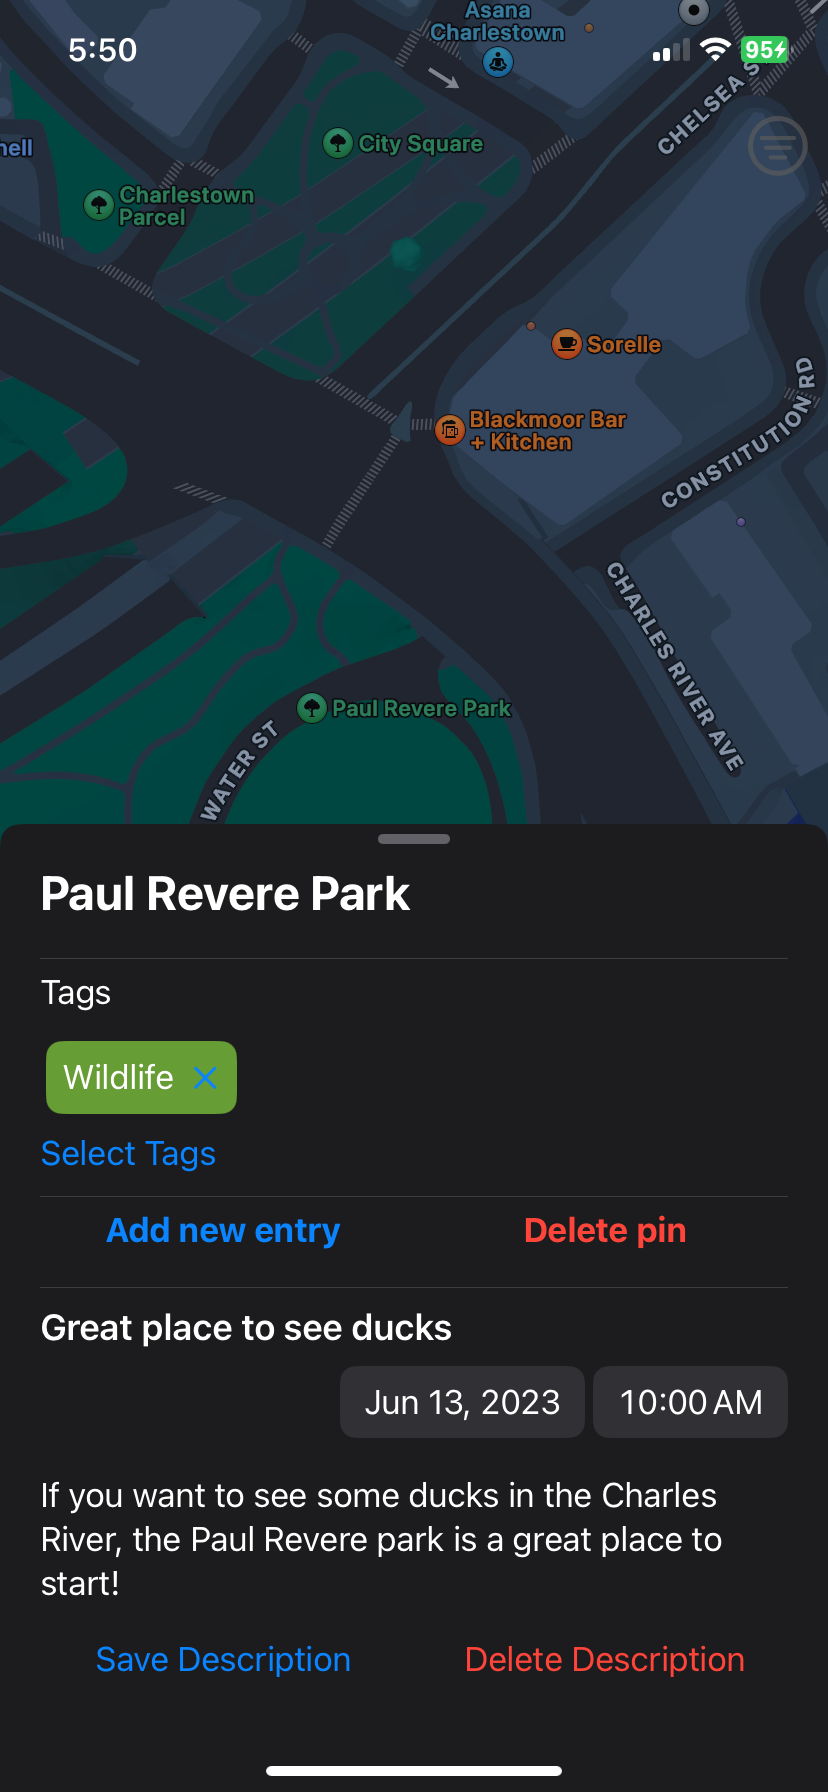 Asana
Charlestown
5:50
95
CHELSEA S
City Square
hell
Charlestown
Parcel
Sorelle
Blackmoor Bar
+ Kitchen
CONSTITUTION RD
CHARLES RIVER AVE
Paul Revere Park
WATER ST
Paul Revere Park
Tags
Wildlife
Select Tags
Add new entry
Delete pin
Great place to see ducks
Jun 13, 2023
10:00 AM
If you want to see some ducks in the Charles
River, the Paul Revere park is a great place to
start!
Save Description
Delete Description